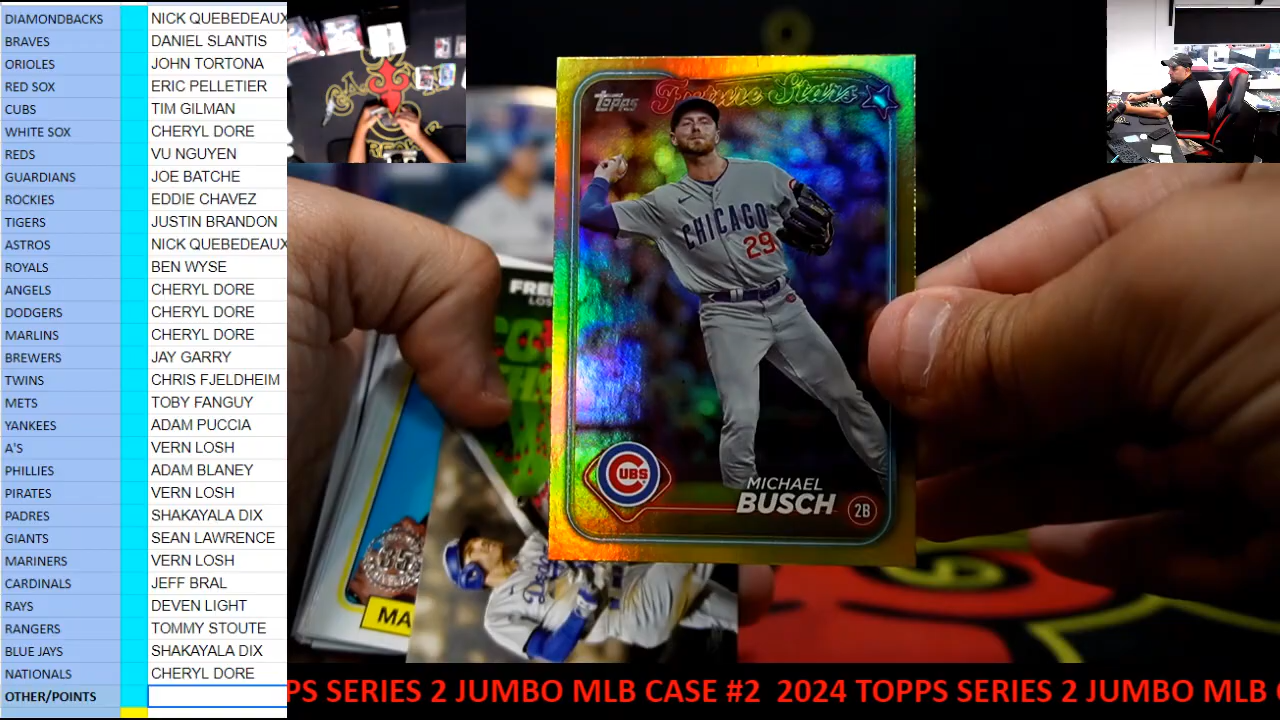 DIAMONDBACKS NICK QUEBEDEAUX
BRAVES DANIEL SLANTIS
ORIOLES JOHN TORTONA
RED SOX ERIC PELLETIER
CUBS TIM GILMAN
WHITE SOX CHERYL DORE
REDS VU NGUYEN
GUARDIANS JOE BATCHE
ROCKIES EDDIE CHAVEZ
TIGERS JUSTIN BRANDON
ASTROS NICK QUEBEDEAUX
ROYALS BEN WYSE
ANGELS CHERYL DORE
DODGERS CHERYL DORE
MARLINS CHERYL DORE
BREWERS JAY GARRY
TWINS CHRIS FJELDHEIM
METS TOBY FANGUY
YANKEES ADAM PUCCIA
A'S VERN LOSH
PHILLIES ADAM BLANEY
PIRATES VERN LOSH
PADRES SHAKAYALA DIX
GIANTS SEAN LAWRENCE
MARINERS VERN LOSH
CARDINALS JEFF BRAL
RAYS DEVEN LIGHT
RANGERS TOMMY STOUTE
BLUE JAYS SHAKAYALA DIX
NATIONALS CHERYL DORE
OTHER/POINTS
Topps Future Stars
CHICAGO
29
CUBS
MICHAEL
BUSCH
2B
FRE
LOS
MA
PS SERIES 2 JUMBO MLB CASE #2 2024 TOPPS SERIES 2 JUMBO MLB